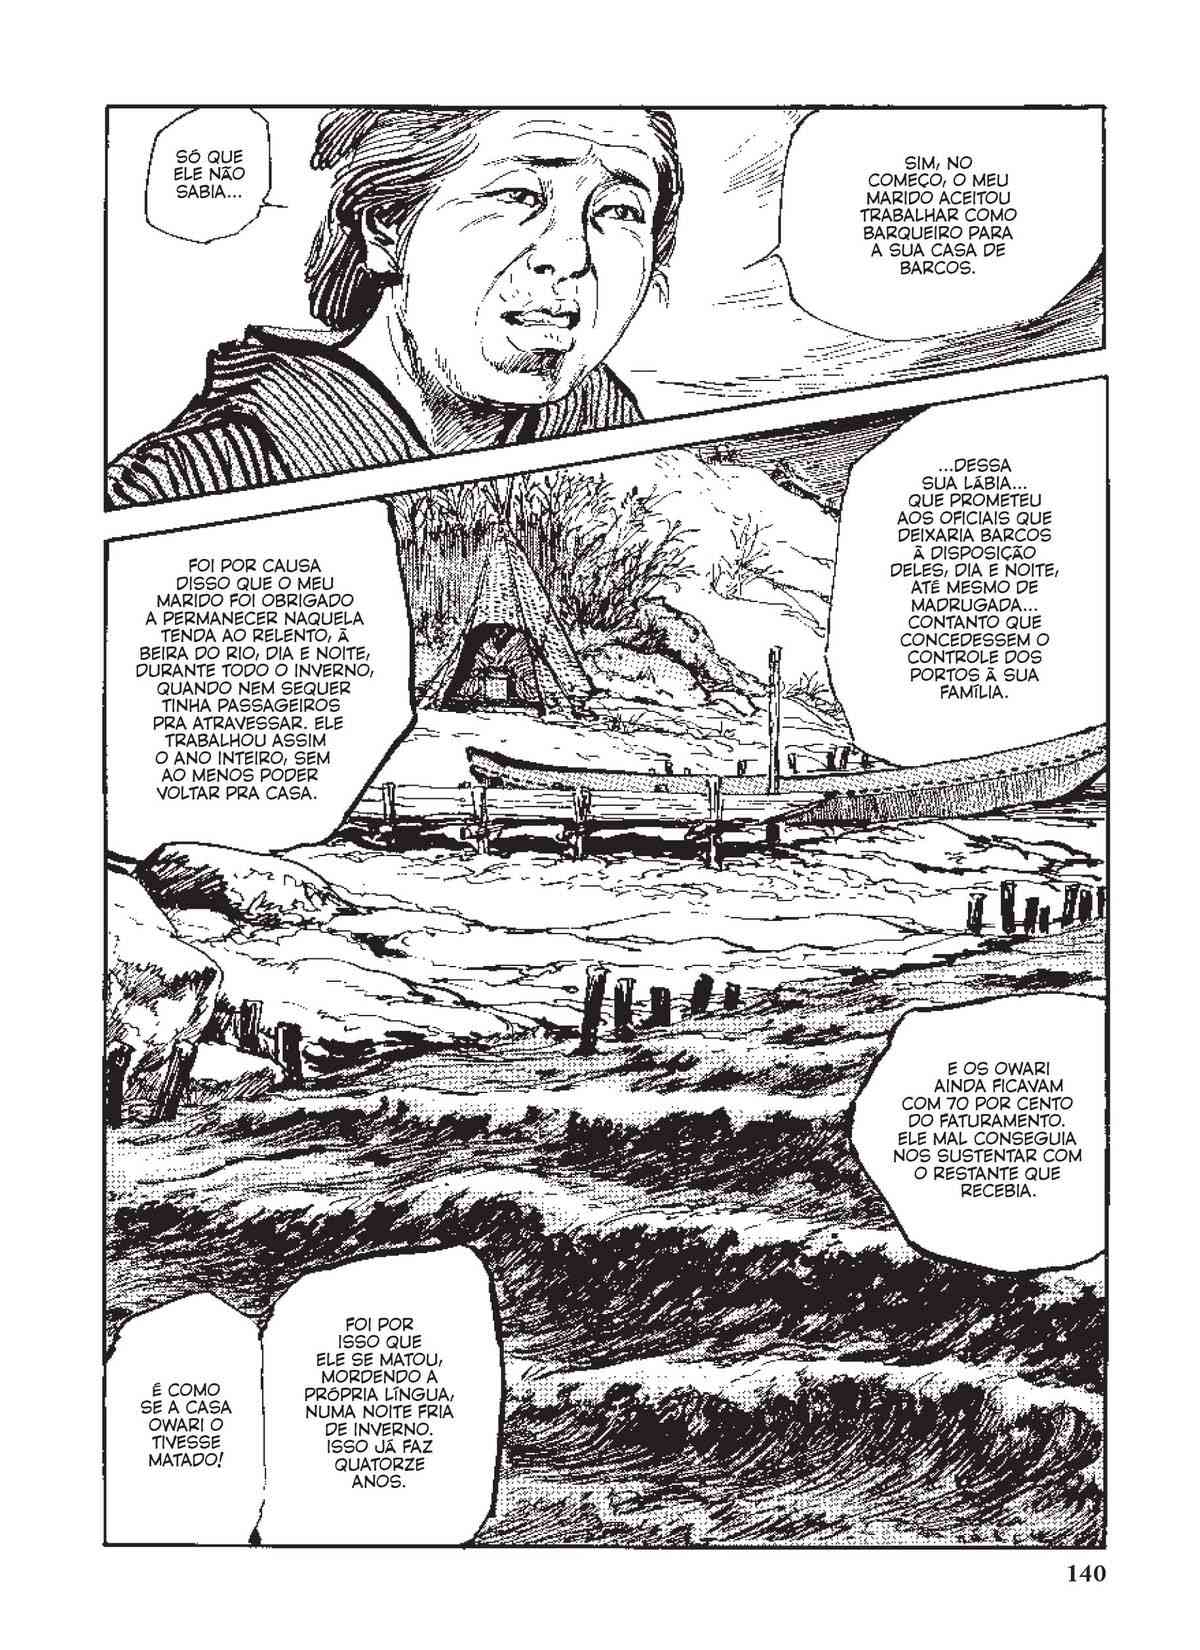 SIM, NO
COMEÇO, O MEU
MARIDO ACEITOU
TRABALHAR COMO
BARQUEIRO PARA
A SUA CASA DE
BARCOS.
SÓ QUE
ELE NÃO
SABIA...
...DESSA
SUA LÁBIA...
QUE PROMETEU
AOS OFICIAIS QUE
DEIXARIA BARCOS
À DISPOSIÇÃO
DELES, DIA E NOITE,
ATÉ MESMO DE
MADRUGADA...
CONTANTO QUE
CONCEDESSEM O
CONTROLE DOS
PORTOS À SUA
FAMÍLIA.
FOI POR CAUSA
DISSO QUE O MEU
MARIDO FOI OBRIGADO
A PERMANECER NAQUELA
TENDA AO RELENTO, À
BEIRA DO RIO, DIA E NOITE,
DURANTE TODO O INVERNO,
QUANDO NEM SEQUER
TINHA PASSAGEIROS
PRA ATRAVESSAR. ELE
TRABALHOU ASSIM
O ANO INTEIRO, SEM
AO MENOS PODER
VOLTAR PRA CASA.
E OS OWARI
AINDA FICAVAM
COM 70 POR CENTO
DO FATURAMENTO.
ELE MAL CONSEGUIA
NOS SUSTENTAR COM
O RESTANTE QUE
RECEBIA.
FOI POR
ISSO QUE
ELE SE MATOU,
MORDENDO A
PRÓPRIA LÍNGUA,
NUMA NOITE FRIA
DE INVERNO.
ISSO JÁ FAZ
QUATORZE
ANOS.
É COMO
SE A CASA
OWARI O
TIVESSE
MATADO!
140